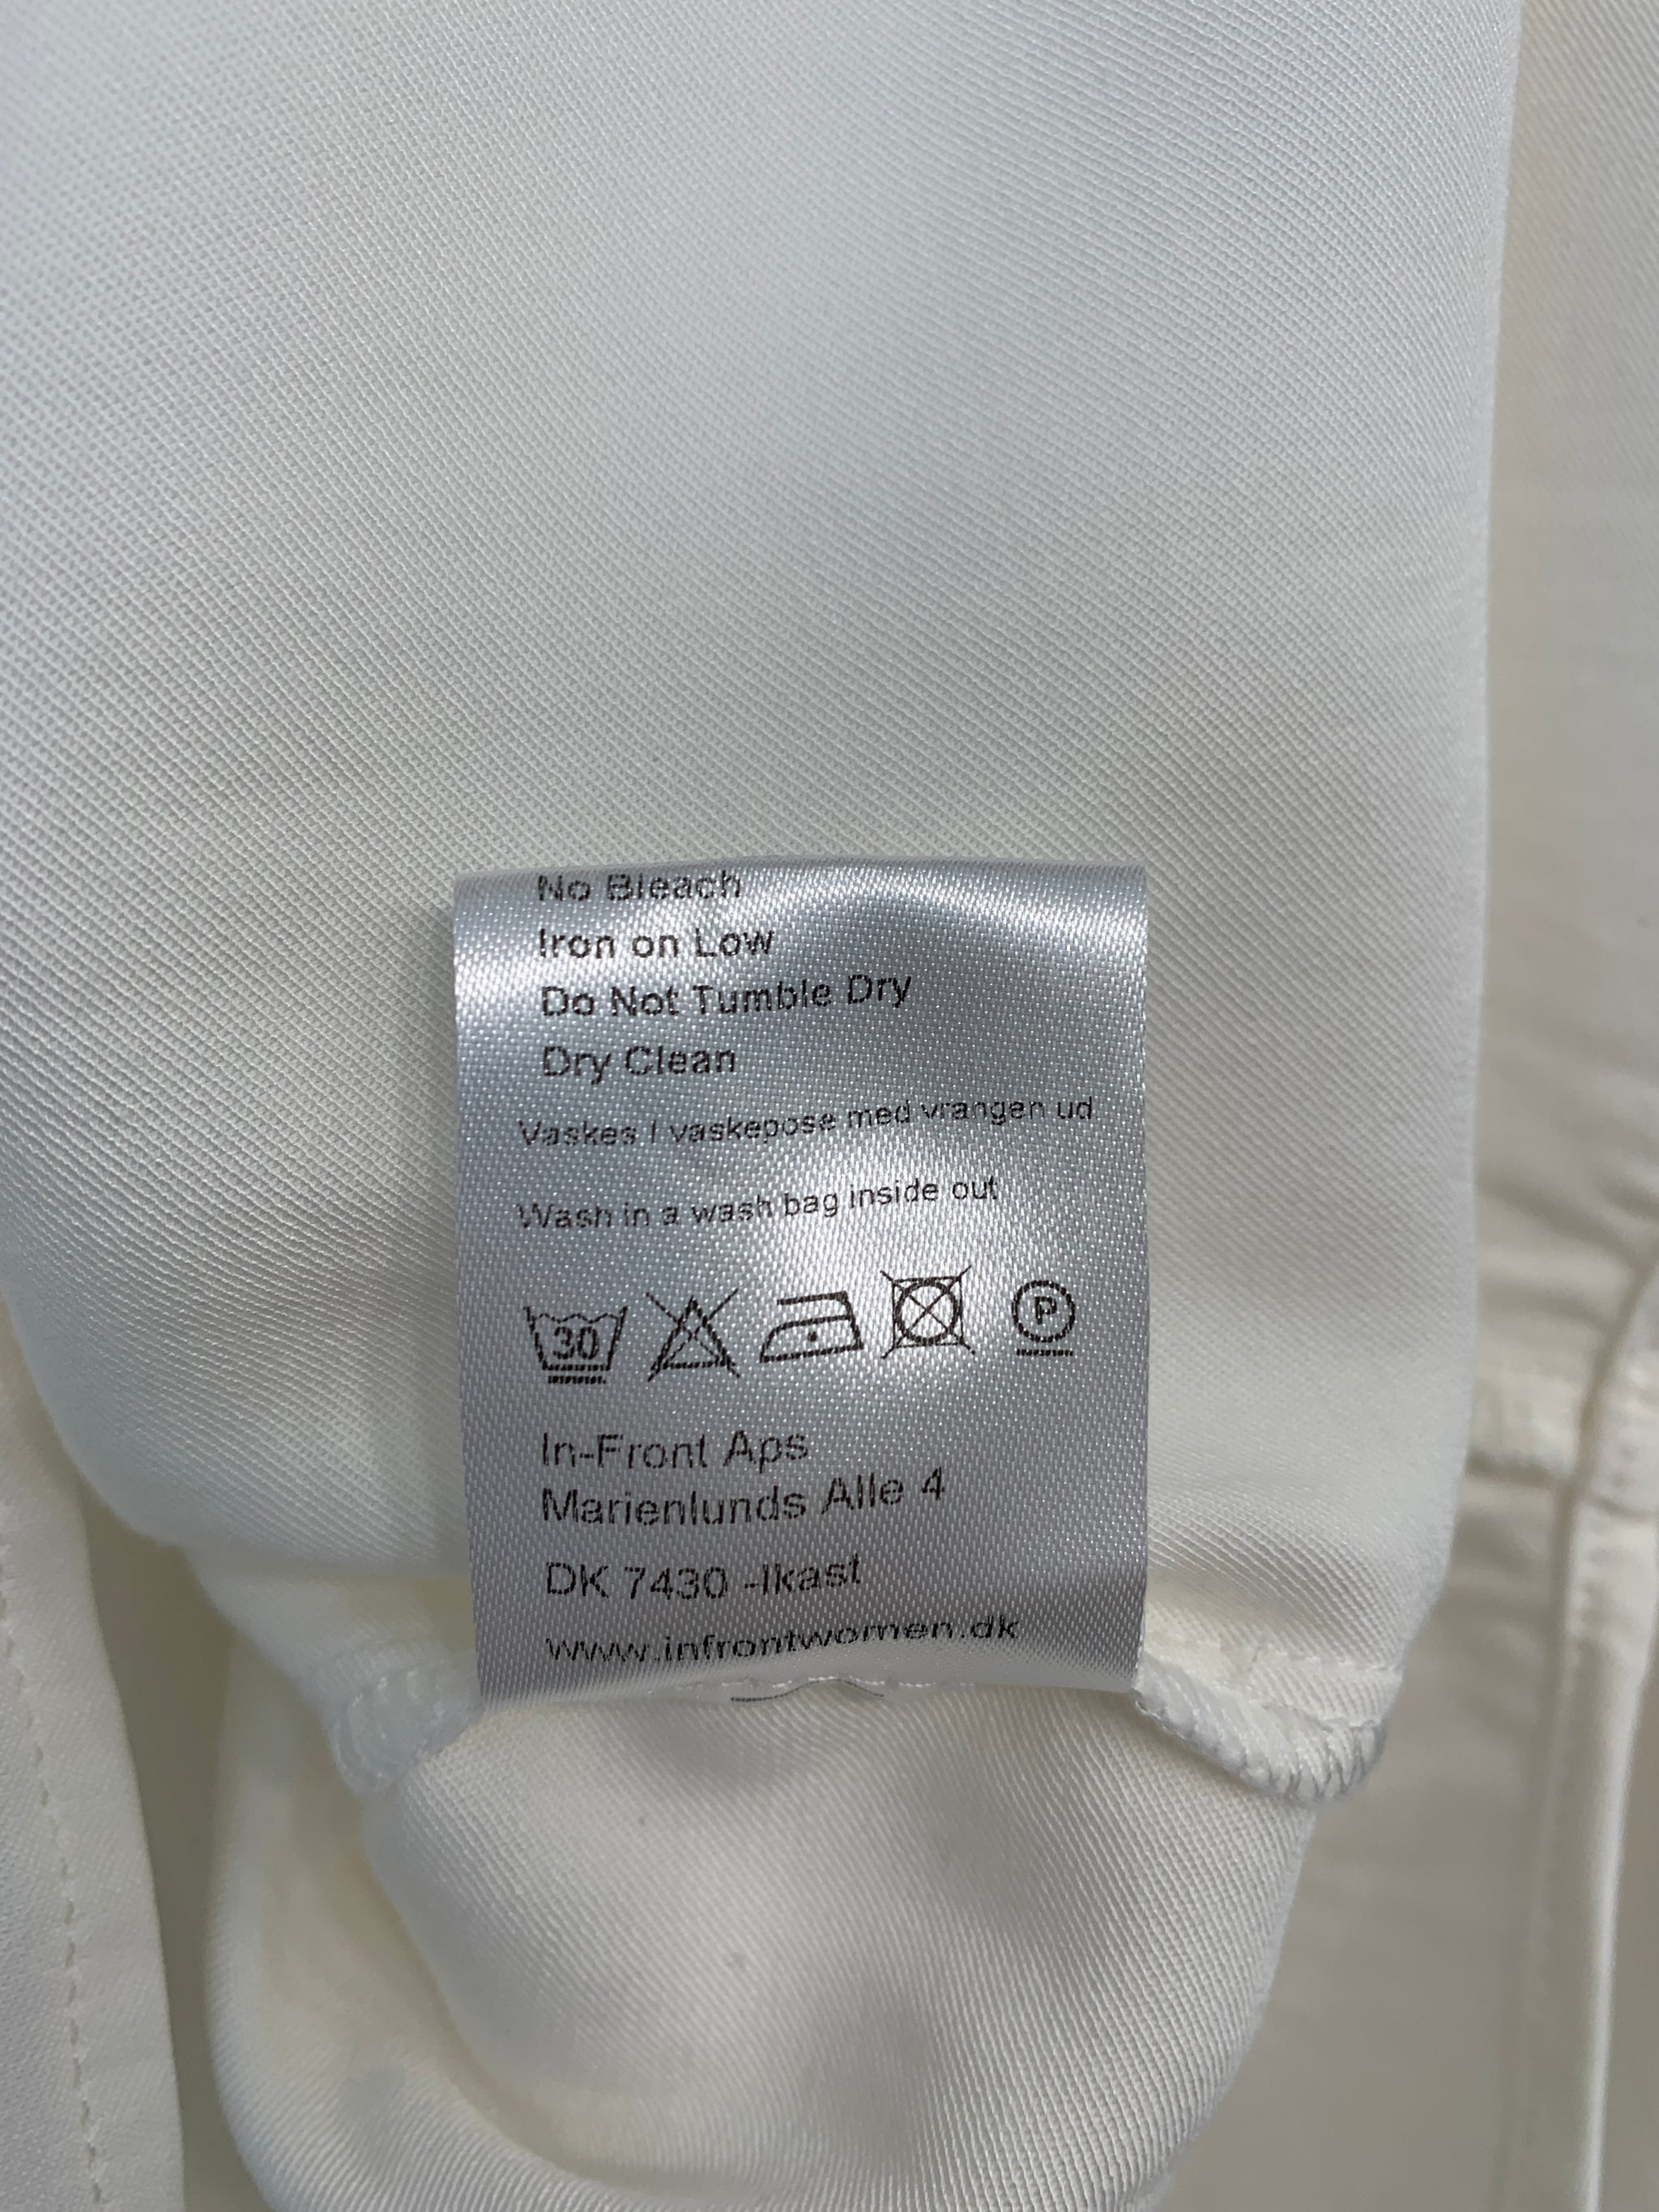 No Bleach
Iron on Low
Do Not Tumble Dry
Dry Clean
Vaskes I vaskepose med vrangen ud
Wash in a wash bag inside out
30 P
In-Front Aps
Marienlunds Alle 4
DK 7430 -Ikast
www.infrontwomen.dk